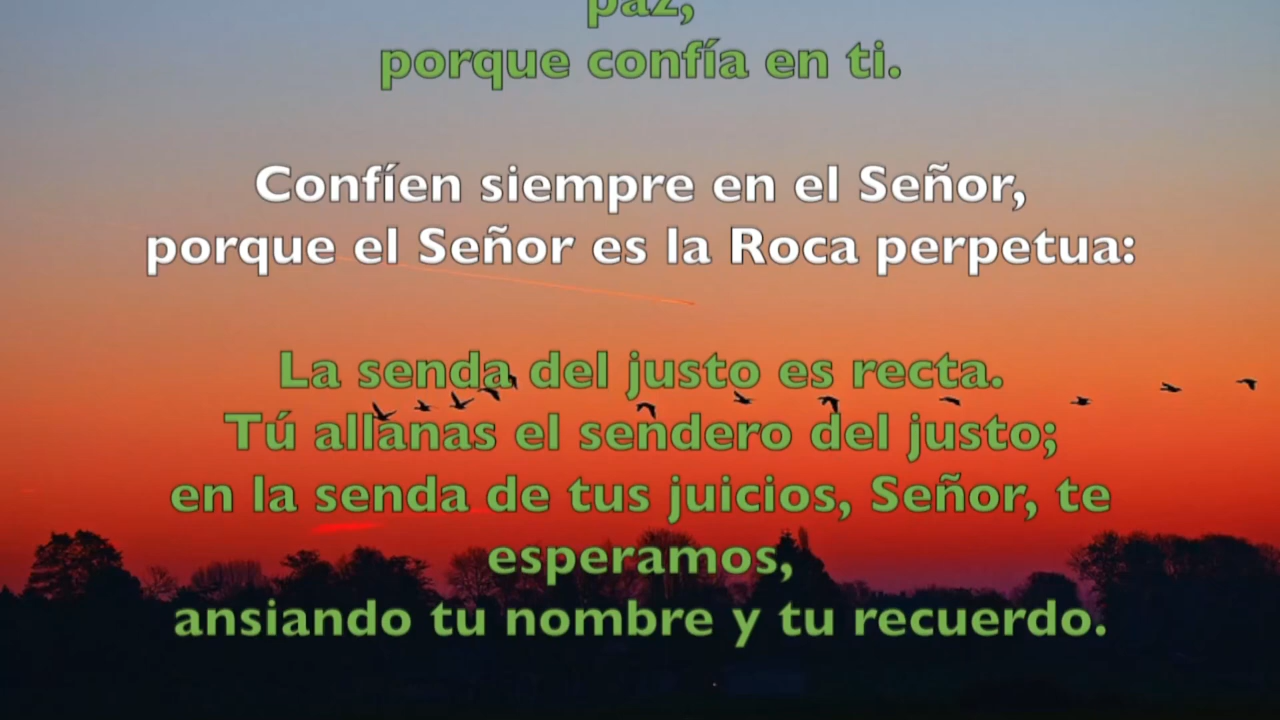 paz,
porque confía en ti.
Confíen siempre en el Señor,
porque el Señor es la Roca perpetua:
La senda del justo es recta.
Tú allanas el sendero del justo;
en la senda de tus juicios, Señor, te
esperamos,
ansiando tu nombre y tu recuerdo.